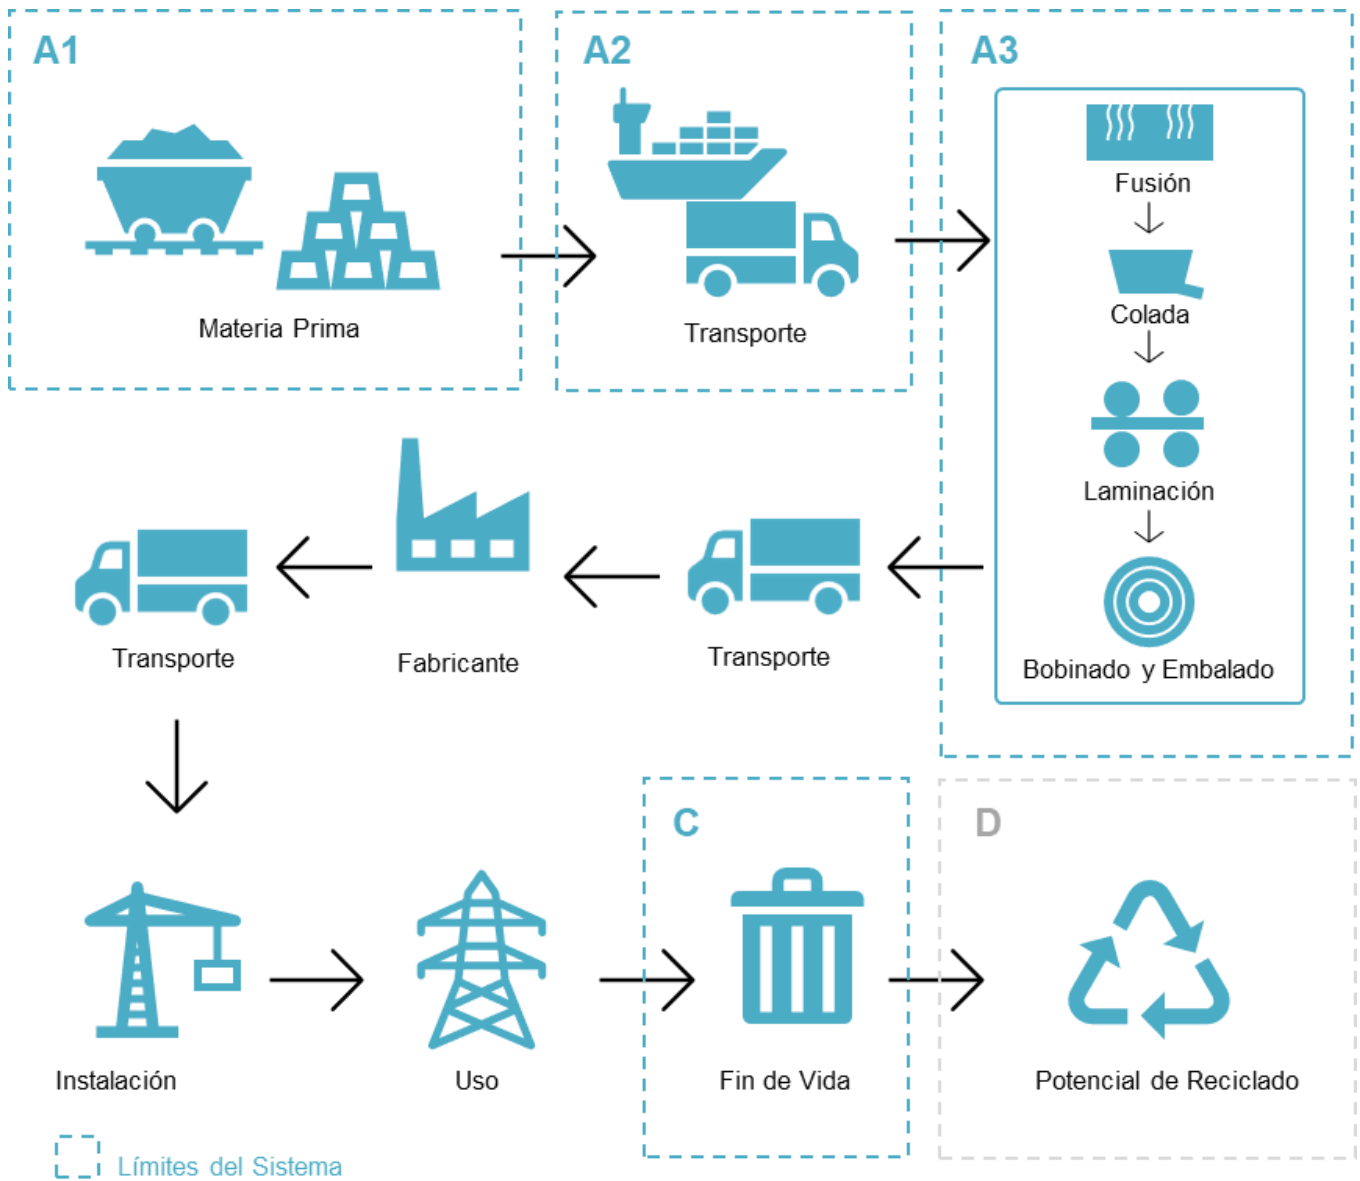 A1
A2
A3
Materia Prima
Transporte
Fusión
Colada
Laminación
Bobinado y Embalado
Transporte
Fabricante
Transporte
C
D
Instalación
Uso
Fin de Vida
Potencial de Reciclado
Límites del Sistema